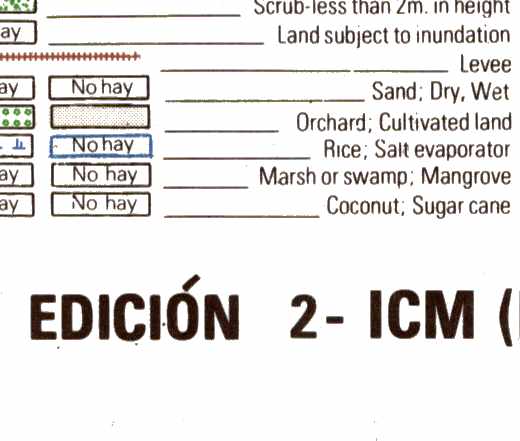 Scrub-less than 2m. in height
ay Land subject to inundation
Levee
ay No hay Sand; Dry, Wet
Orchard; Cultivated land
No hay Rice; Salt evaporator
ay No hay Marsh or swamp; Mangrove
ay No hay Coconut; Sugar cane
EDICIÓN 2- ICM (